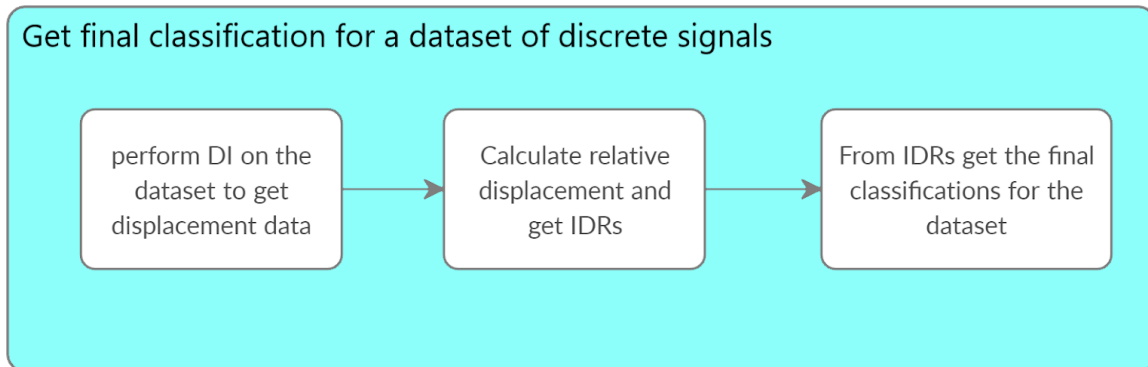 Get final classification for a dataset of discrete signals
perform DI on the
dataset to get
displacement data
Calculate relative
displacement and
get IDRs
From IDRs get the final
classifications for the
dataset